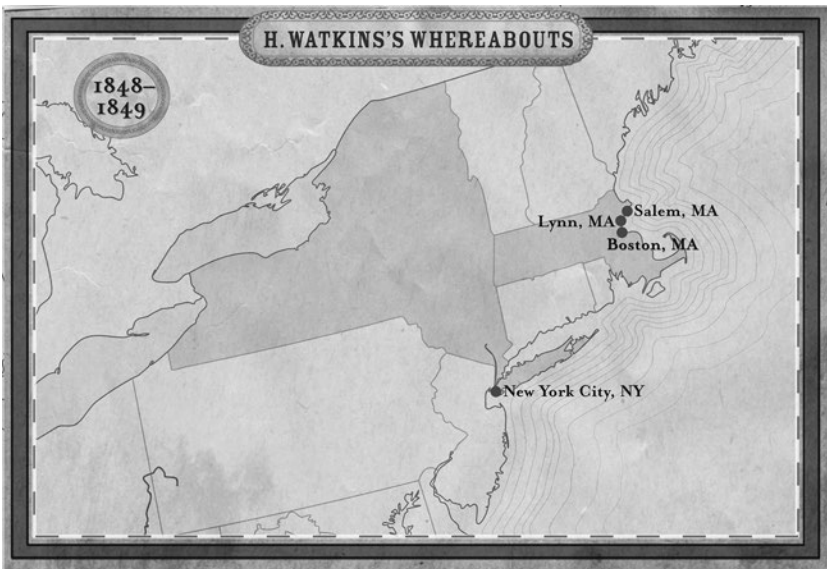 H. WATKINS'S WHEREABOUTS
1848–
1849
Salem, MA
Lynn, MA
Boston, MA
New York City, NY